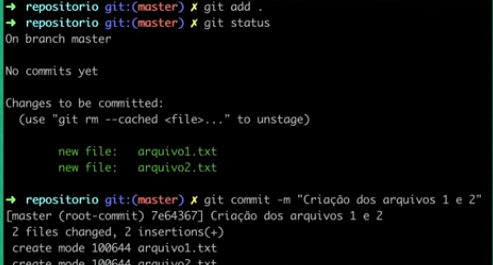 ➜ repositorio git:(master) ✗ git add .
➜ repositorio git:(master) ✗ git status
On branch master
No commits yet
Changes to be committed:
(use "git rm --cached <file>..." to unstage)
new file: arquivo1.txt
new file: arquivo2.txt
➜ repositorio git:(master) ✗ git commit -m "Criação dos arquivos 1 e 2"
[master (root-commit) 7e64367] Criação dos arquivos 1 e 2
2 files changed, 2 insertions(+)
create mode 100644 arquivo1.txt
create mode 100644 arquivo2.txt